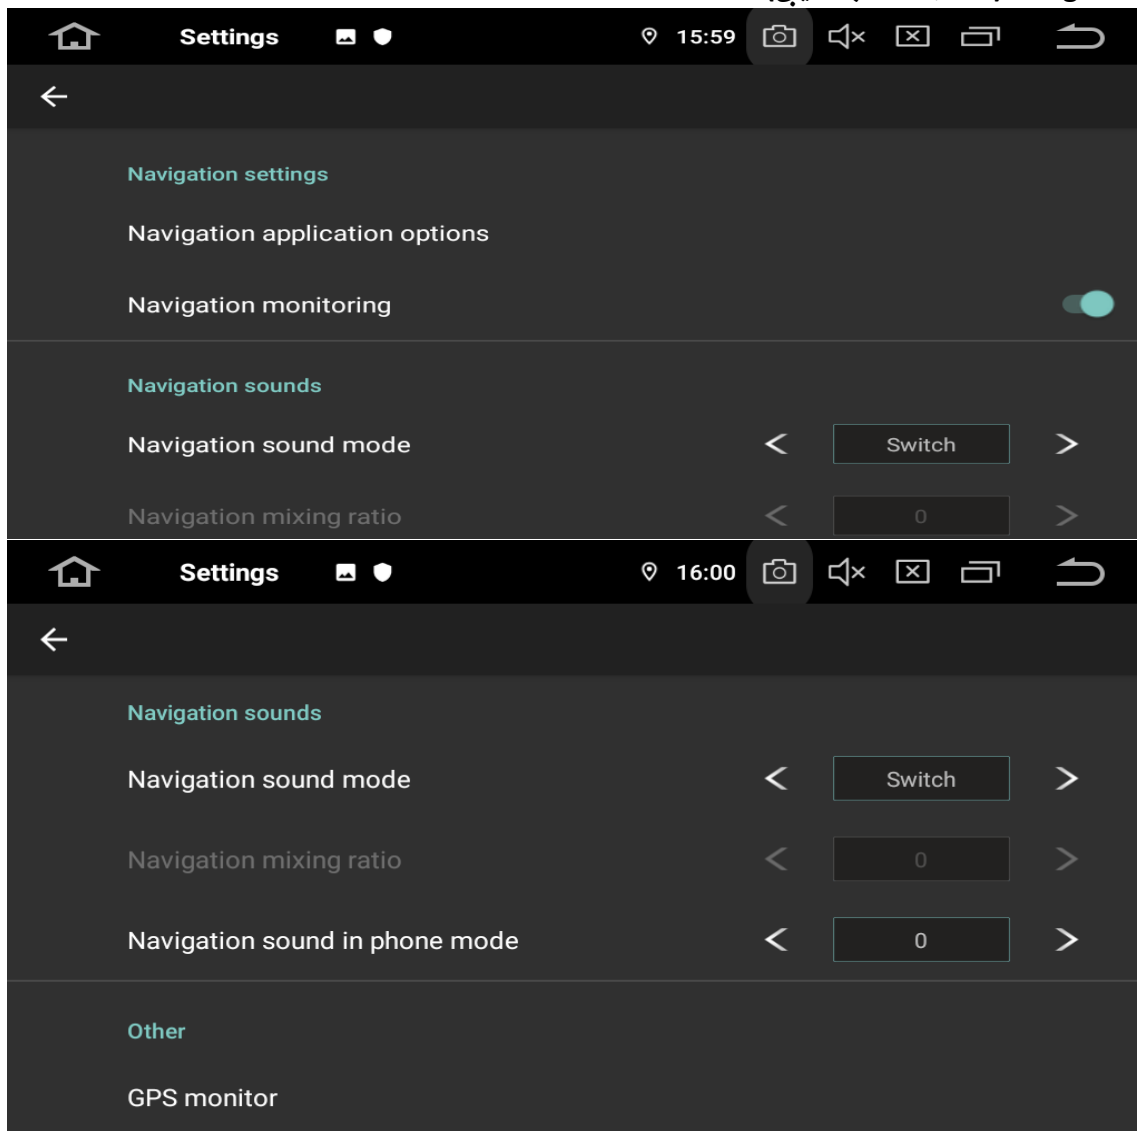 Settings 15:59
Navigation settings
Navigation application options
Navigation monitoring
Navigation sounds
Navigation sound mode < Switch >
Navigation mixing ratio < 0 >
Settings 16:00
Navigation sounds
Navigation sound mode < Switch >
Navigation mixing ratio < 0 >
Navigation sound in phone mode < 0 >
Other
GPS monitor